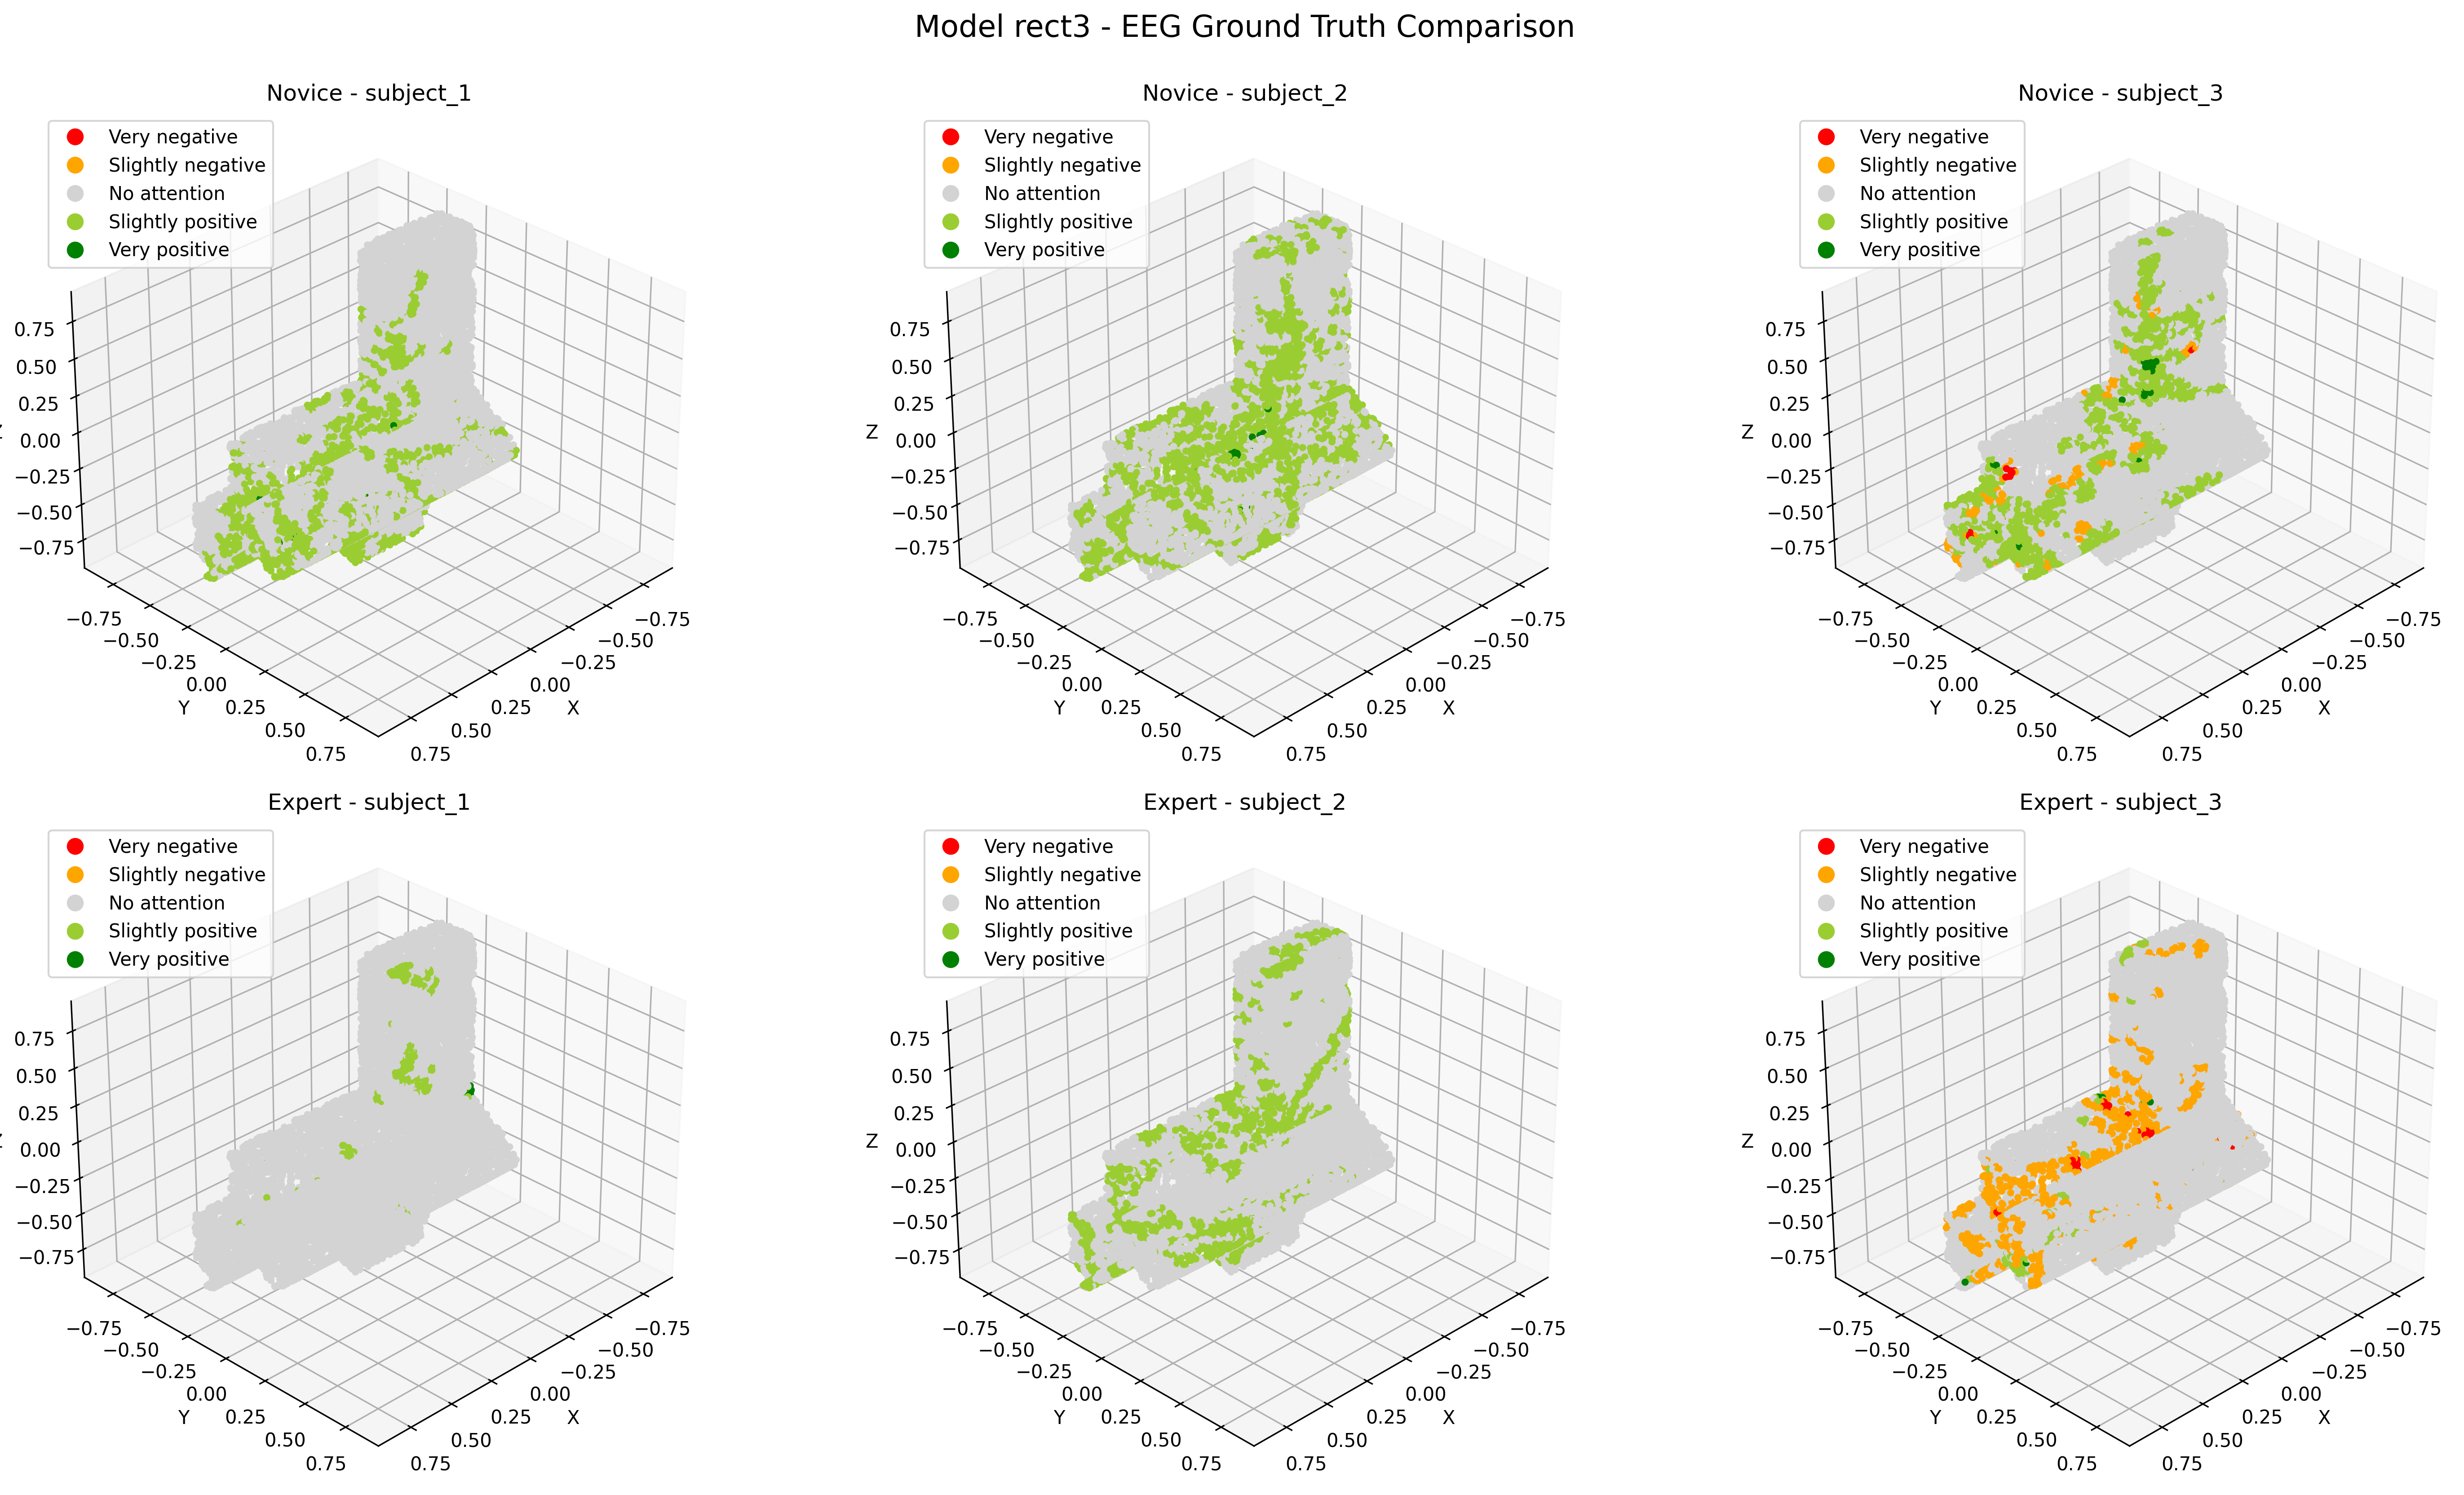 Model rect3 - EEG Ground Truth Comparison
Novice - subject_1
Very negative
Slightly negative
No attention
Slightly positive
Very positive
0.75
0.50
0.25
0.00
−0.25
−0.50
−0.75
−0.75
−0.50
−0.25
0.00
Y
0.25
0.50
0.75
−0.75
−0.50
−0.25
0.00
X
0.25
0.50
0.75
Novice - subject_2
Very negative
Slightly negative
No attention
Slightly positive
Very positive
0.75
0.50
0.25
Z
0.00
−0.25
−0.50
−0.75
−0.75
−0.50
−0.25
0.00
Y
0.25
0.50
0.75
−0.75
−0.50
−0.25
0.00
X
0.25
0.50
0.75
Novice - subject_3
Very negative
Slightly negative
No attention
Slightly positive
Very positive
0.75
0.50
0.25
Z
0.00
−0.25
−0.50
−0.75
−0.75
−0.50
−0.25
0.00
Y
0.25
0.50
0.75
−0.75
−0.50
−0.25
0.00
X
0.25
0.50
0.75
Expert - subject_1
Very negative
Slightly negative
No attention
Slightly positive
Very positive
0.75
0.50
0.25
0.00
−0.25
−0.50
−0.75
−0.75
−0.50
−0.25
0.00
Y
0.25
0.50
0.75
−0.75
−0.50
−0.25
0.00
X
0.25
0.50
0.75
Expert - subject_2
Very negative
Slightly negative
No attention
Slightly positive
Very positive
0.75
0.50
0.25
Z
0.00
−0.25
−0.50
−0.75
−0.75
−0.50
−0.25
0.00
Y
0.25
0.50
0.75
−0.75
−0.50
−0.25
0.00
X
0.25
0.50
0.75
Expert - subject_3
Very negative
Slightly negative
No attention
Slightly positive
Very positive
0.75
0.50
0.25
Z
0.00
−0.25
−0.50
−0.75
−0.75
−0.50
−0.25
0.00
Y
0.25
0.50
0.75
−0.75
−0.50
−0.25
0.00
X
0.25
0.50
0.75